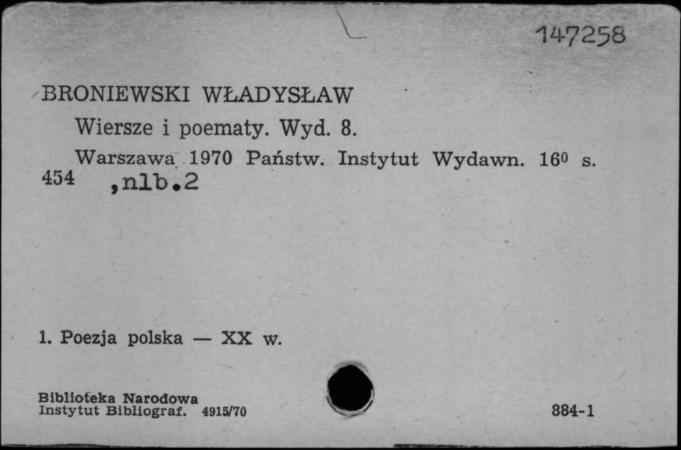 147258
BRONIEWSKI WŁADYSŁAW
Wiersze i poematy. Wyd. 8.
Warszawa 1970 Państw. Instytut Wydawn. 16⁰ s.
454 ,nlb.2
1. Poezja polska — XX w.
Biblioteka Narodowa
Instytut Bibliograf. 4915/70
884-1